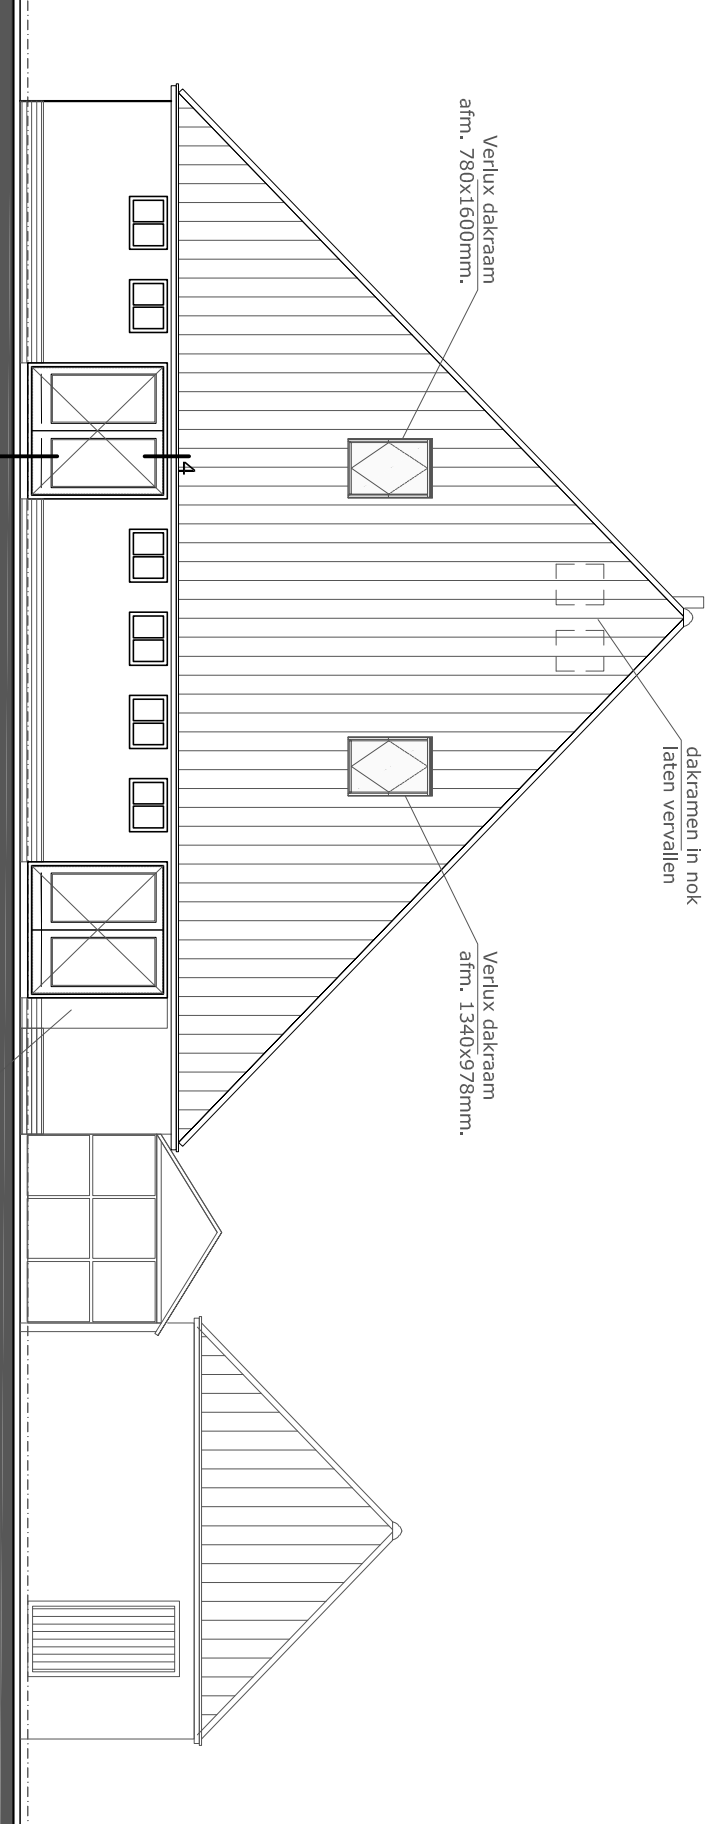 Verlux dakraam
afm. 780x1600mm.
dakramen in nok
laten vervallen
Verlux dakraam
afm. 1340x978mm.
4